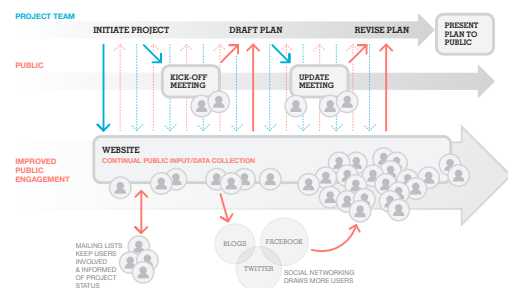 PROJECT TEAM
INITIATE PROJECT
DRAFT PLAN
REVISE PLAN
PRESENT
PLAN TO
PUBLIC
PUBLIC
KICK-OFF
MEETING
UPDATE
MEETING
IMPROVED
PUBLIC
ENGAGEMENT
WEBSITE
CONTINUAL PUBLIC INPUT/DATA COLLECTION
MAILING LISTS
KEEP USERS
INVOLVED
& INFORMED
OF PROJECT
STATUS
BLOGS
FACEBOOK
TWITTER
SOCIAL NETWORKING
DRAWS MORE USERS